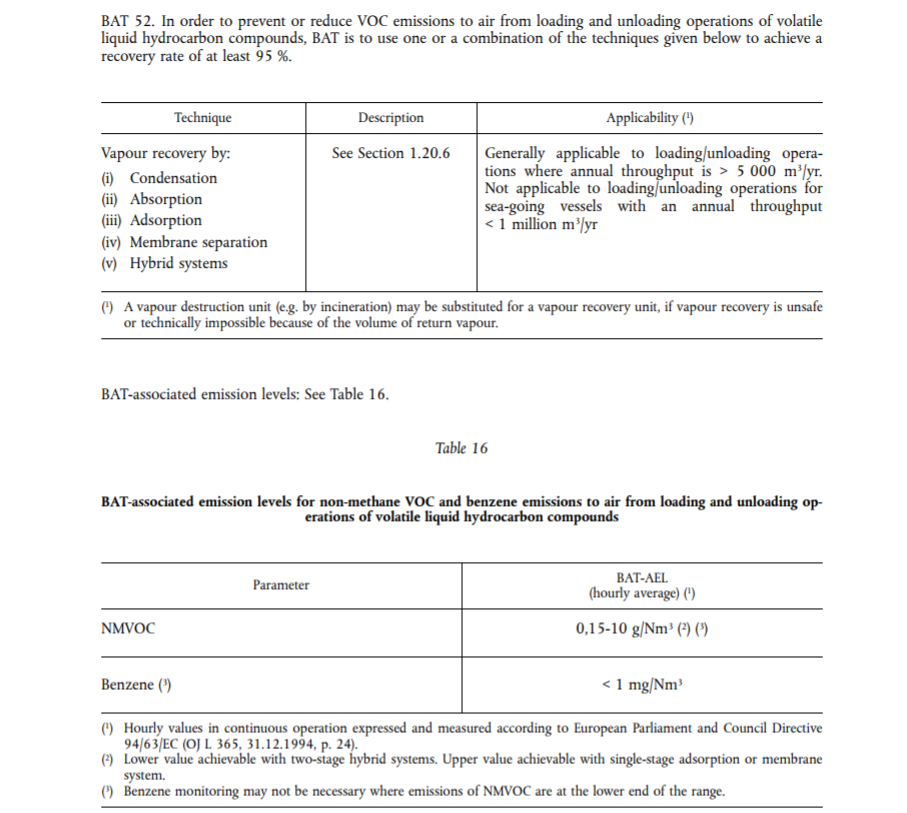 BAT 52. In order to prevent or reduce VOC emissions to air from loading and unloading operations of volatile
liquid hydrocarbon compounds, BAT is to use one or a combination of the techniques given below to achieve a
recovery rate of at least 95 %.
Technique
Description
Applicability (¹)
Vapour recovery by:
(i) Condensation
(ii) Absorption
(iii) Adsorption
(iv) Membrane separation
(v) Hybrid systems
See Section 1.20.6
Generally applicable to loading/unloading opera-
tions where annual throughput is > 5 000 m³/yr.
Not applicable to loading/unloading operations for
sea-going vessels with an annual throughput
< 1 million m³/yr
(¹) A vapour destruction unit (e.g. by incineration) may be substituted for a vapour recovery unit, if vapour recovery is unsafe
or technically impossible because of the volume of return vapour.
BAT-associated emission levels: See Table 16.
Table 16
BAT-associated emission levels for non-methane VOC and benzene emissions to air from loading and unloading op-
erations of volatile liquid hydrocarbon compounds
Parameter
BAT-AEL
(hourly average) (¹)
NMVOC
0,15-10 g/Nm³ (²) (³)
Benzene (³)
< 1 mg/Nm³
(¹) Hourly values in continuous operation expressed and measured according to European Parliament and Council Directive
94/63/EC (OJ L 365, 31.12.1994, p. 24).
(²) Lower value achievable with two-stage hybrid systems. Upper value achievable with single-stage adsorption or membrane
system.
(³) Benzene monitoring may not be necessary where emissions of NMVOC are at the lower end of the range.